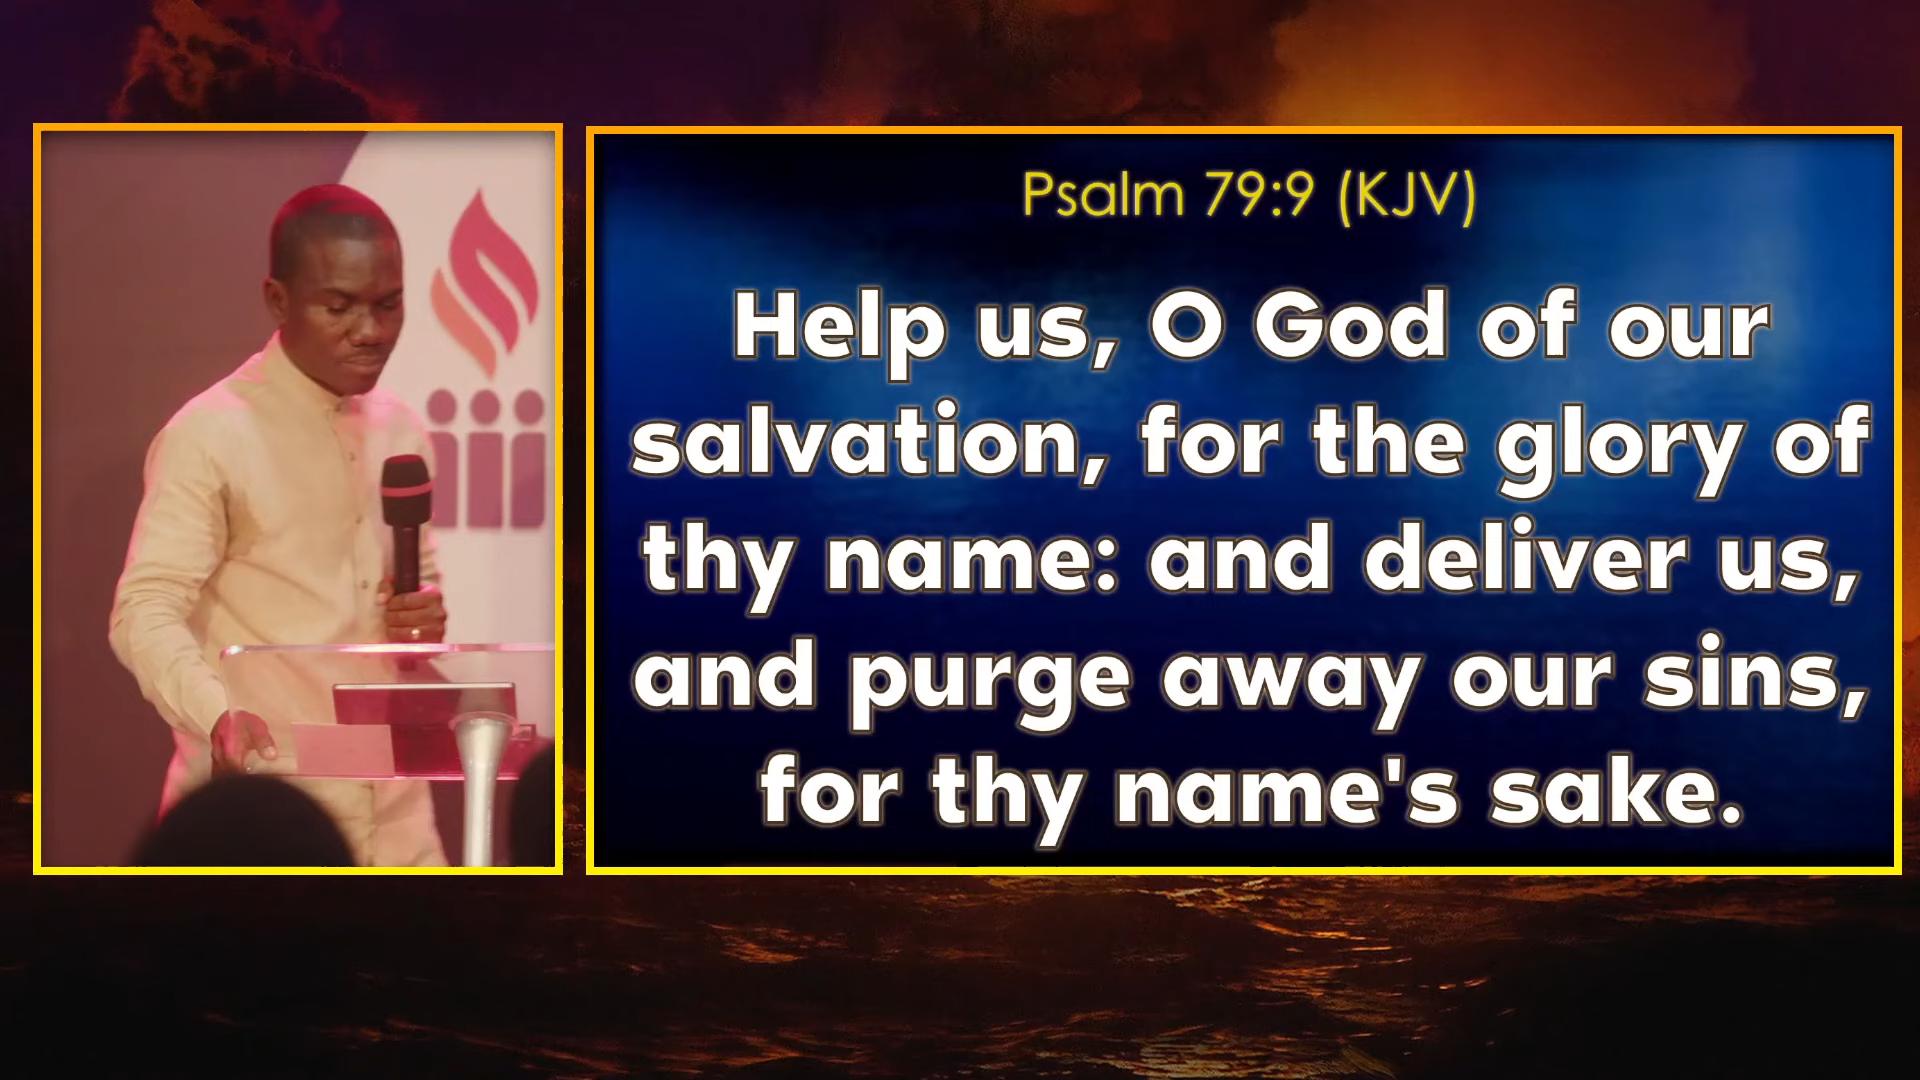 Psalm 79:9 (KJV)
Help us, O God of our
salvation, for the glory of
thy name: and deliver us,
and purge away our sins,
for thy name's sake.